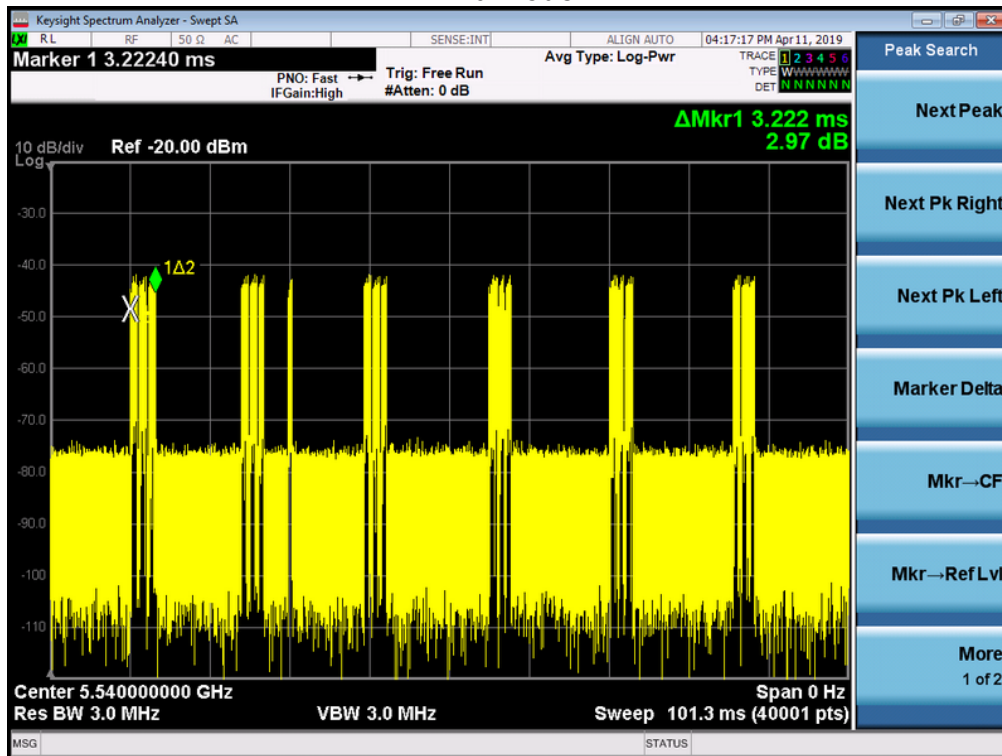 Keysight Spectrum Analyzer - Swept SA
LXI RL RF 50 Ω AC SENSE:INT ALIGN AUTO 04:17:17 PM Apr 11, 2019
Marker 1 3.22240 ms
PNO: Fast
IFGain:High
Trig: Free Run
#Atten: 0 dB
Avg Type: Log-Pwr
TRACE 1 2 3 4 5 6
TYPE WWWWWW
DET N N N N N N
Peak Search
ΔMkr1 3.222 ms
2.97 dB
10 dB/div Ref -20.00 dBm
Log
-30.0
-40.0
1Δ2
X
-50.0
-60.0
-70.0
-80.0
-90.0
-100
-110
Next Peak
Next Pk Right
Next Pk Left
Marker Delta
Mkr→CF
Mkr→Ref Lvl
More
1 of 2
Center 5.540000000 GHz Span 0 Hz
Res BW 3.0 MHz VBW 3.0 MHz Sweep 101.3 ms (40001 pts)
MSG STATUS